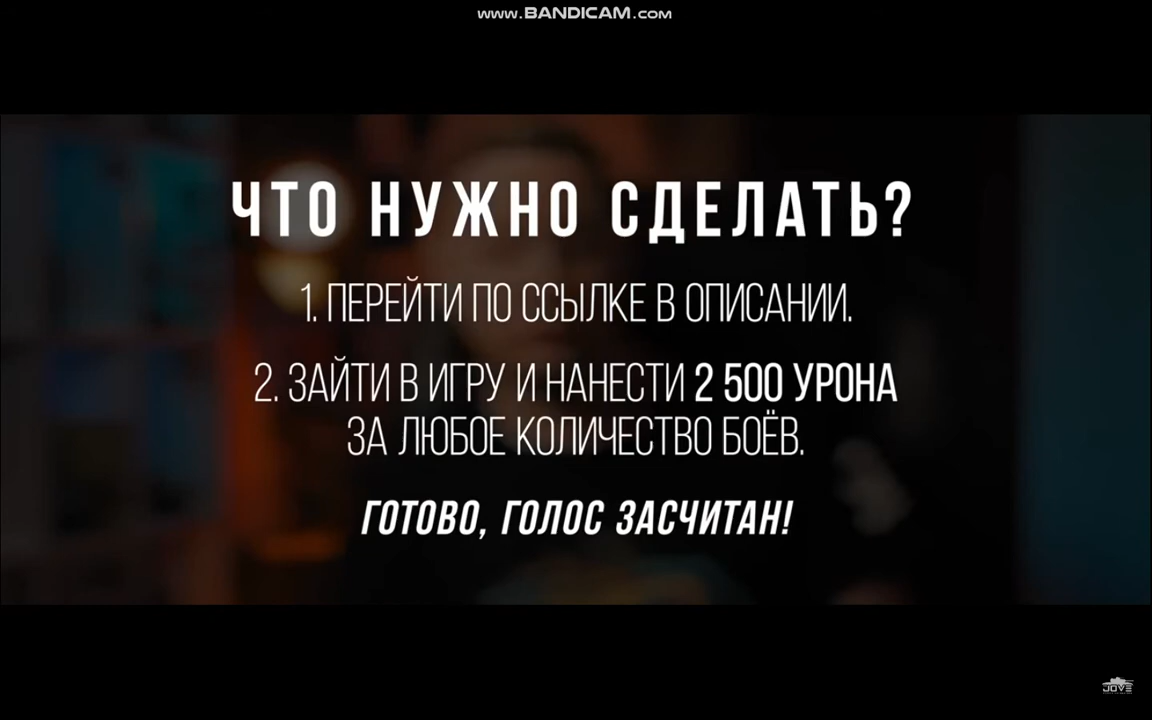 www.BANDICAM.com
ЧТО НУЖНО СДЕЛАТЬ?
1. ПЕРЕЙТИ ПО ССЫЛКЕ В ОПИСАНИИ.
2. ЗАЙТИ В ИГРУ И НАНЕСТИ 2 500 УРОНА
ЗА ЛЮБОЕ КОЛИЧЕСТВО БОЁВ.
ГОТОВО, ГОЛОС ЗАСЧИТАН!
JOVE